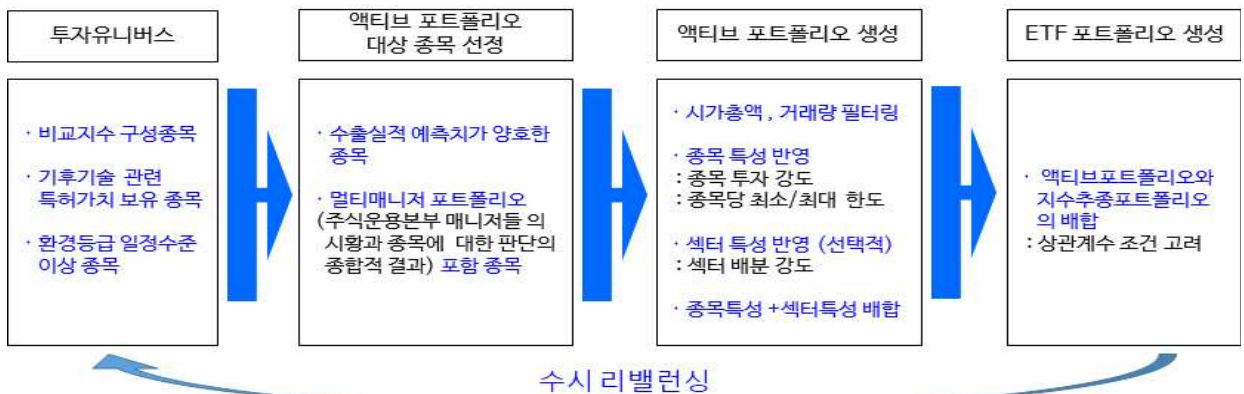 투자유니버스
· 비교지수 구성종목
· 기후기술 관련
특허가치 보유 종목
· 환경등급 일정수준
이상 종목
액티브 포트폴리오
대상 종목 선정
· 수출실적 예측치가 양호한
종목
· 멀티매니저 포트폴리오
(주식운용본부 매니저들 의
시황과 종목에 대한 판단의
종합적 결과) 포함 종목
액티브 포트폴리오 생성
· 시가총액 , 거래량 필터링
· 종목 특성 반영
: 종목 투자 강도
: 종목당 최소/최대 한도
· 섹터 특성 반영 (선택적)
: 섹터 배분 강도
· 종목특성 +섹터특성 배합
ETF 포트폴리오 생성
· 액티브포트폴리오와
지수추종포트폴리오
의 배합
: 상관계수 조건 고려
수시 리밸런싱